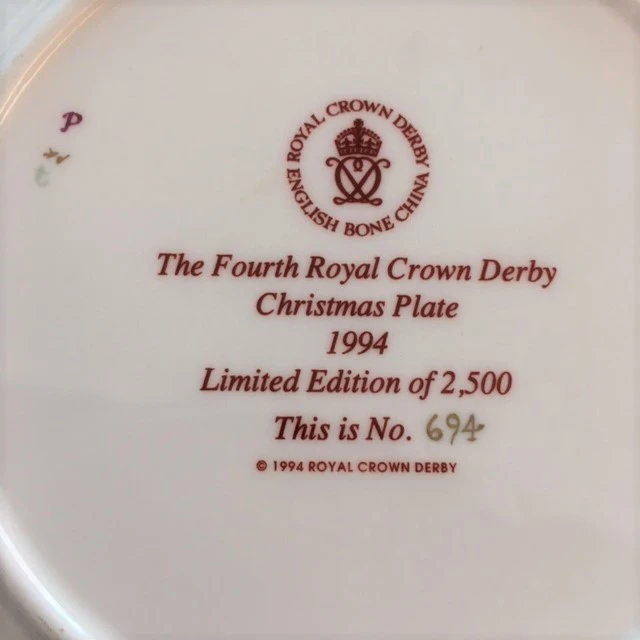 P
ROYAL CROWN DERBY
ENGLISH BONE CHINA
The Fourth Royal Crown Derby
Christmas Plate
1994
Limited Edition of 2,500
This is No. 694
© 1994 ROYAL CROWN DERBY